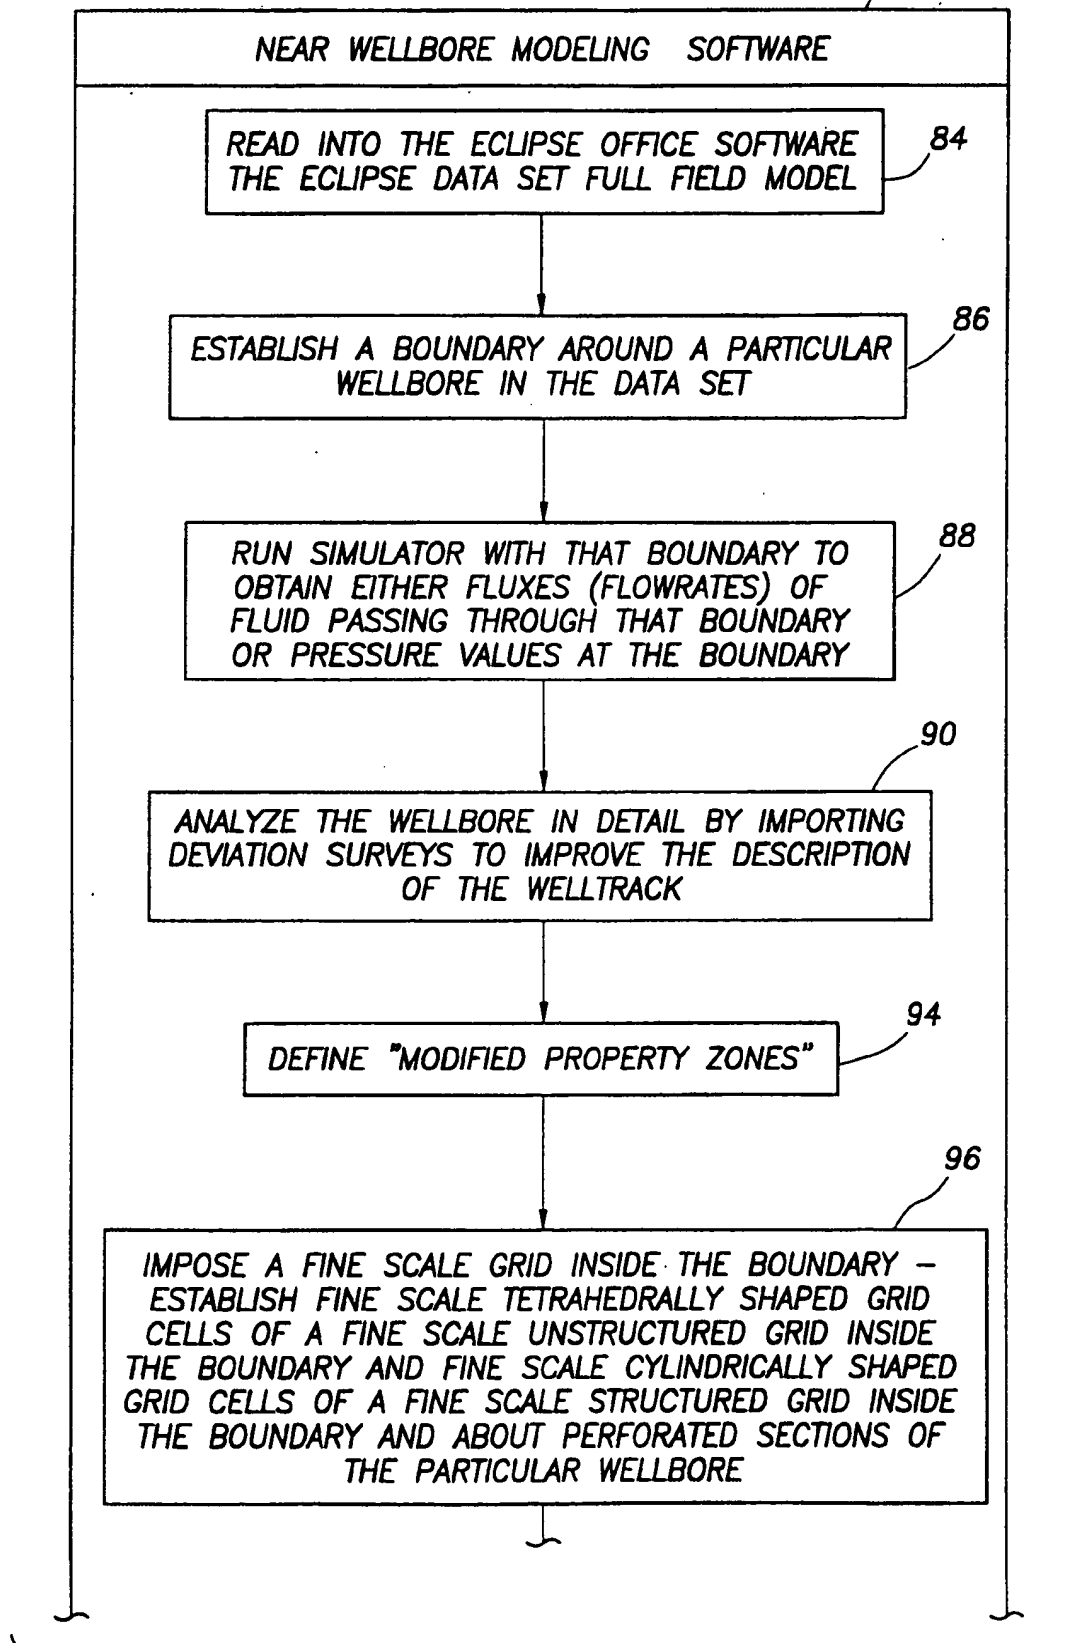 NEAR WELLBORE MODELING SOFTWARE
READ INTO THE ECLIPSE OFFICE SOFTWARE
THE ECLIPSE DATA SET FULL FIELD MODEL
84
ESTABLISH A BOUNDARY AROUND A PARTICULAR
WELLBORE IN THE DATA SET
86
RUN SIMULATOR WITH THAT BOUNDARY TO
OBTAIN EITHER FLUXES (FLOWRATES) OF
FLUID PASSING THROUGH THAT BOUNDARY
OR PRESSURE VALUES AT THE BOUNDARY
88
ANALYZE THE WELLBORE IN DETAIL BY IMPORTING
DEVIATION SURVEYS TO IMPROVE THE DESCRIPTION
OF THE WELLTRACK
90
DEFINE "MODIFIED PROPERTY ZONES"
94
IMPOSE A FINE SCALE GRID INSIDE THE BOUNDARY –
ESTABLISH FINE SCALE TETRAHEDRALLY SHAPED GRID
CELLS OF A FINE SCALE UNSTRUCTURED GRID INSIDE
THE BOUNDARY AND FINE SCALE CYLINDRICALLY SHAPED
GRID CELLS OF A FINE SCALE STRUCTURED GRID INSIDE
THE BOUNDARY AND ABOUT PERFORATED SECTIONS OF
THE PARTICULAR WELLBORE
96